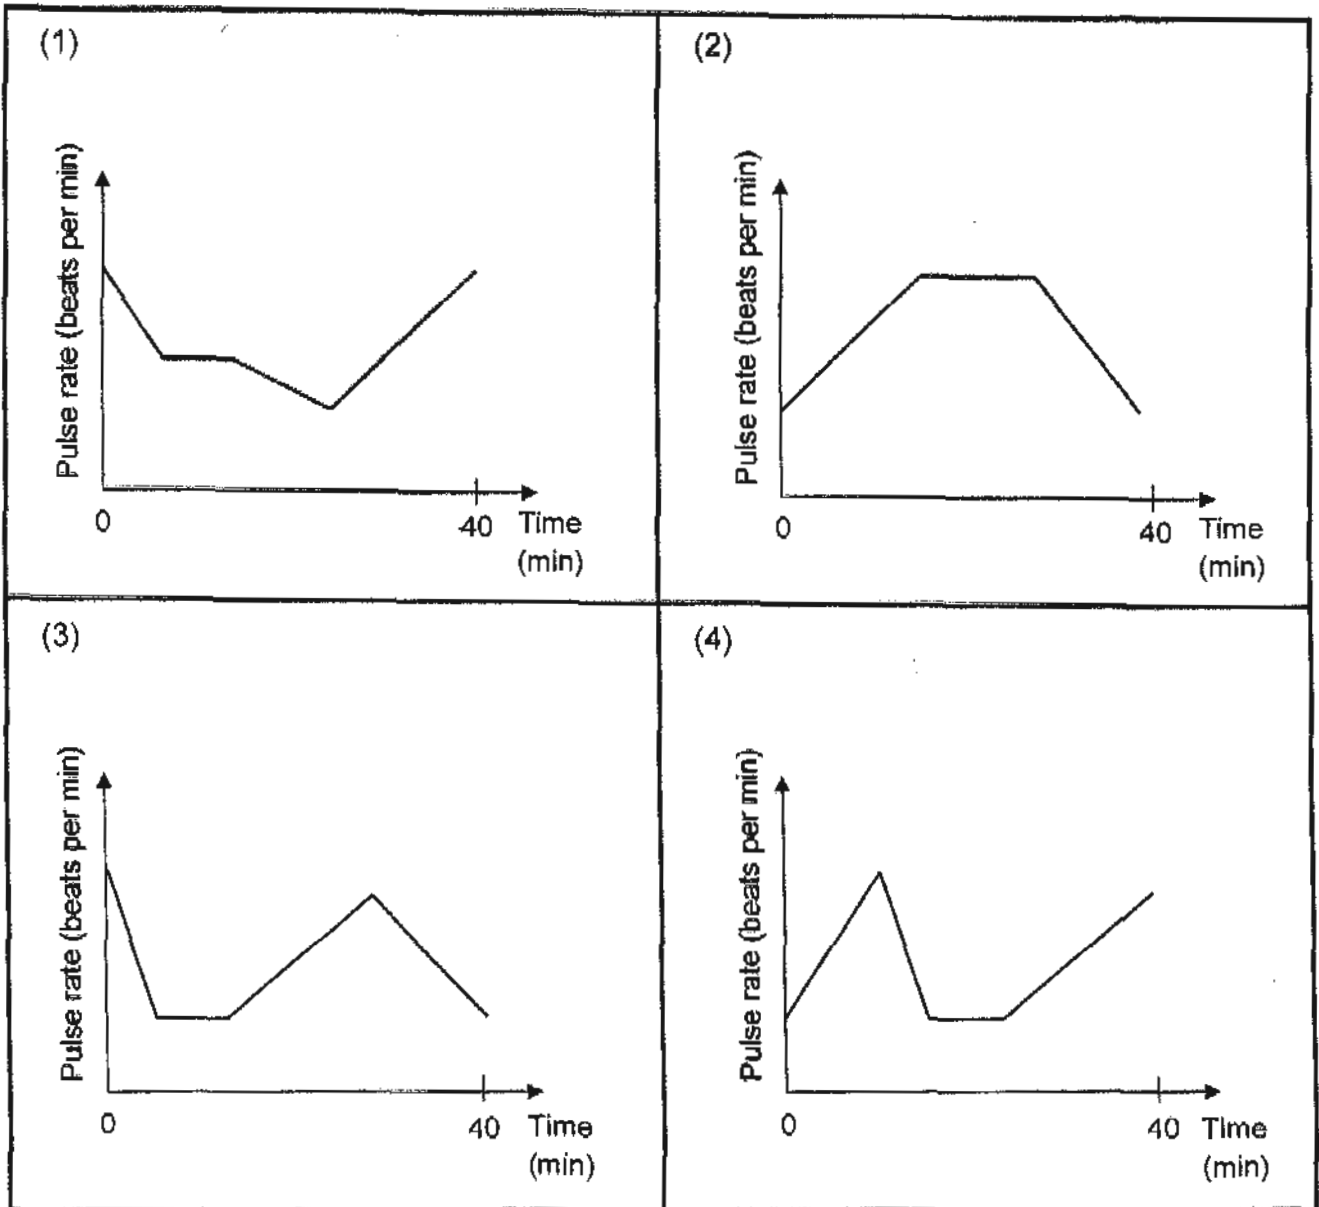 (1)
Pulse rate (beats per min)
0
40
Time
(min)
(2)
Pulse rate (beats per min)
0
40
Time
(min)
(3)
Pulse rate (beats per min)
0
40
Time
(min)
(4)
Pulse rate (beats per min)
0
40
Time
(min)